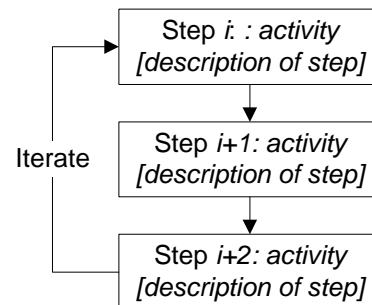 Step i: : activity
[description of step]
Step i+1: activity
[description of step]
Iterate
Step i+2: activity
[description of step]